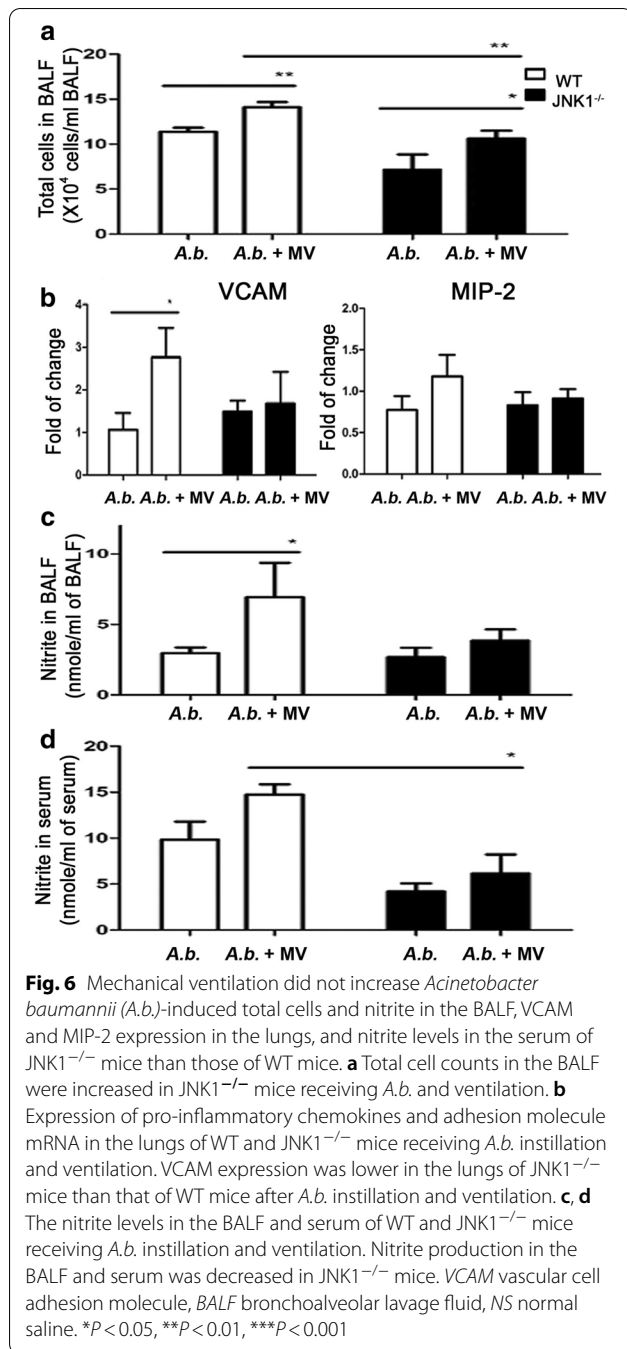 a
Total cells in BALF
(X10⁴ cells/ml BALF)
20
15
10
5
0
**
**
*
WT
JNK1-/-
A.b.
A.b. + MV
A.b.
A.b. + MV
b
VCAM
MIP-2
Fold of change
4
3
2
1
0
*
A.b. A.b. + MV
A.b. A.b. + MV
Fold of change
2.0
1.5
1.0
0.5
0.0
A.b. A.b. + MV
A.b. A.b. + MV
c
Nitrite in BALF
(nmole/ml of BALF)
10
5
0
*
A.b.
A.b. + MV
A.b.
A.b. + MV
d
Nitrite in serum
(nmole/ml of serum)
20
15
10
5
0
*
A.b.
A.b. + MV
A.b.
A.b. + MV
Fig. 6 Mechanical ventilation did not increase Acinetobacter
baumannii (A.b.)-induced total cells and nitrite in the BALF, VCAM
and MIP-2 expression in the lungs, and nitrite levels in the serum of
JNK1−/− mice than those of WT mice. a Total cell counts in the BALF
were increased in JNK1−/− mice receiving A.b. and ventilation. b
Expression of pro-inflammatory chemokines and adhesion molecule
mRNA in the lungs of WT and JNK1−/− mice receiving A.b. instillation
and ventilation. VCAM expression was lower in the lungs of JNK1−/−
mice than that of WT mice after A.b. instillation and ventilation. c, d
The nitrite levels in the BALF and serum of WT and JNK1−/− mice
receiving A.b. instillation and ventilation. Nitrite production in the
BALF and serum was decreased in JNK1−/− mice. VCAM vascular cell
adhesion molecule, BALF bronchoalveolar lavage fluid, NS normal
saline. *P < 0.05, **P < 0.01, ***P < 0.001